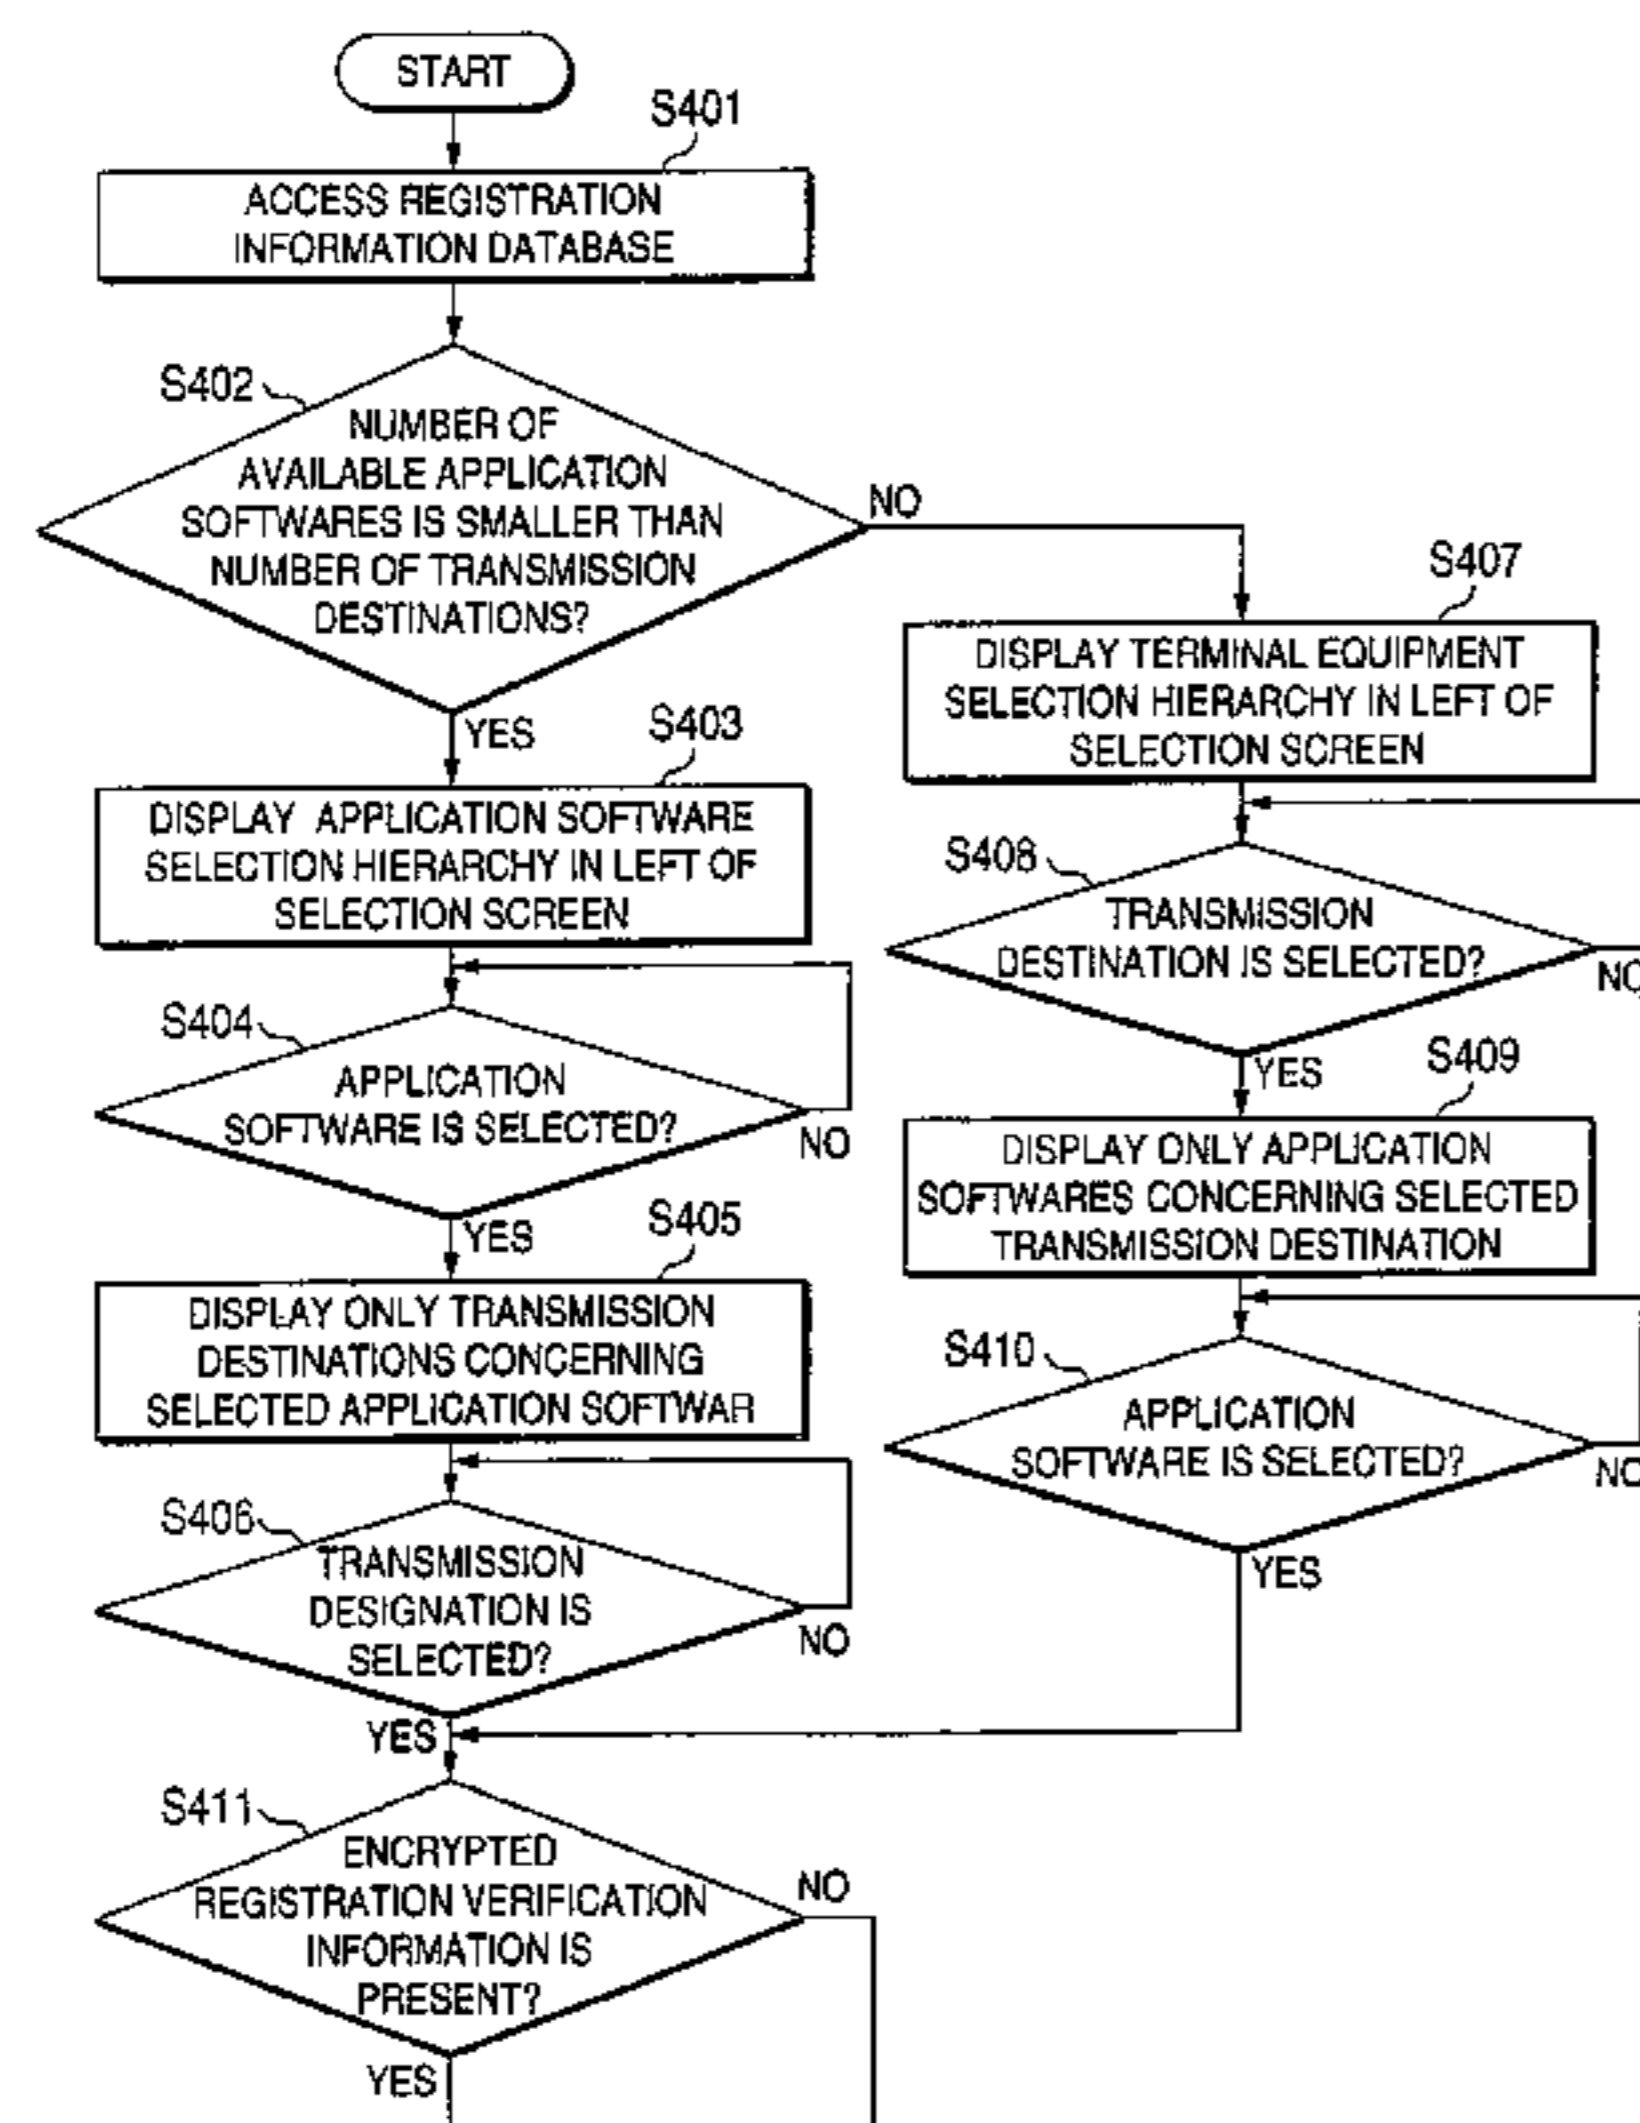 START
S401
ACCESS REGISTRATION
INFORMATION DATABASE
S402
NUMBER OF
AVAILABLE APPLICATION
SOFTWARES IS SMALLER THAN
NUMBER OF TRANSMISSION
DESTINATIONS?
NO
YES
S403
DISPLAY APPLICATION SOFTWARE
SELECTION HIERARCHY IN LEFT OF
SELECTION SCREEN
S404
APPLICATION
SOFTWARE IS SELECTED?
NO
YES
S405
DISPLAY ONLY TRANSMISSION
DESTINATIONS CONCERNING
SELECTED APPLICATION SOFTWAR
S406
TRANSMISSION
DESIGNATION IS
SELECTED?
NO
YES
S407
DISPLAY TERMINAL EQUIPMENT
SELECTION HIERARCHY IN LEFT OF
SELECTION SCREEN
S408
TRANSMISSION
DESTINATION IS SELECTED?
NO
YES
S409
DISPLAY ONLY APPLICATION
SOFTWARES CONCERNING SELECTED
TRANSMISSION DESTINATION
S410
APPLICATION
SOFTWARE IS SELECTED?
NO
YES
S411
ENCRYPTED
REGISTRATION VERIFICATION
INFORMATION IS
PRESENT?
NO
YES